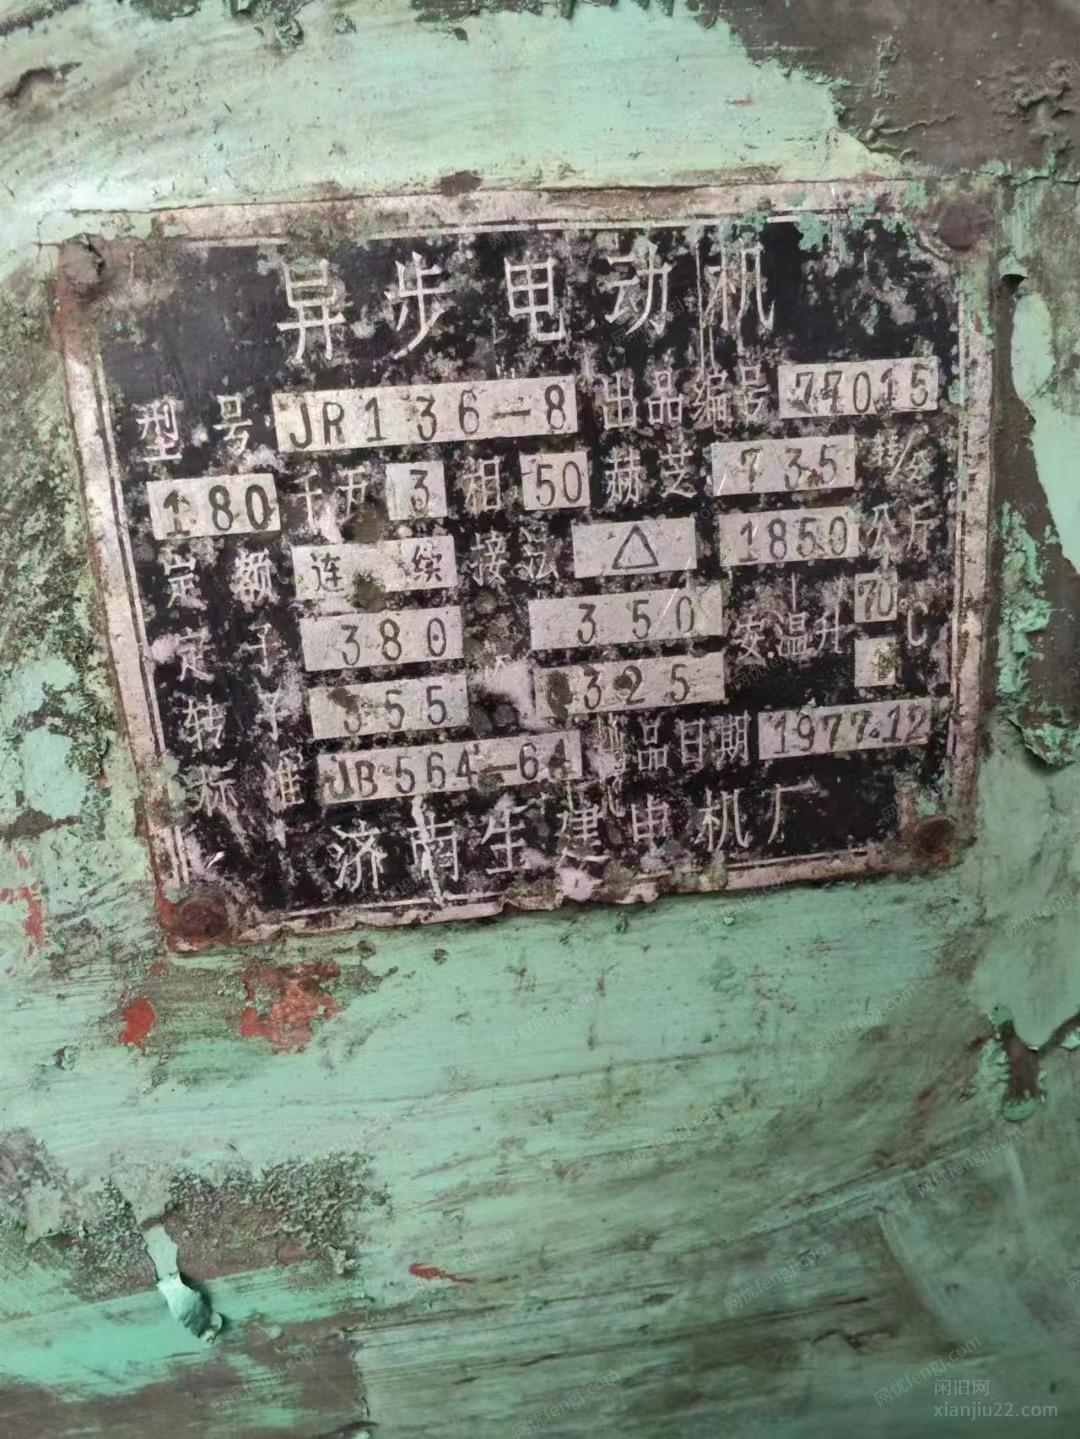 异步电动机
型号 JR136-8 出品编号 77015
180 千瓦 3 相 50 赫芝 735 转/分
定额 连续 接法 △ 1850 公斤
定子 380 350 安 温升 70 ℃
转子 355 325
标准 JB564-64 出品日期 1977.12
济南生建电机厂
闲旧网
xianjiu22.com